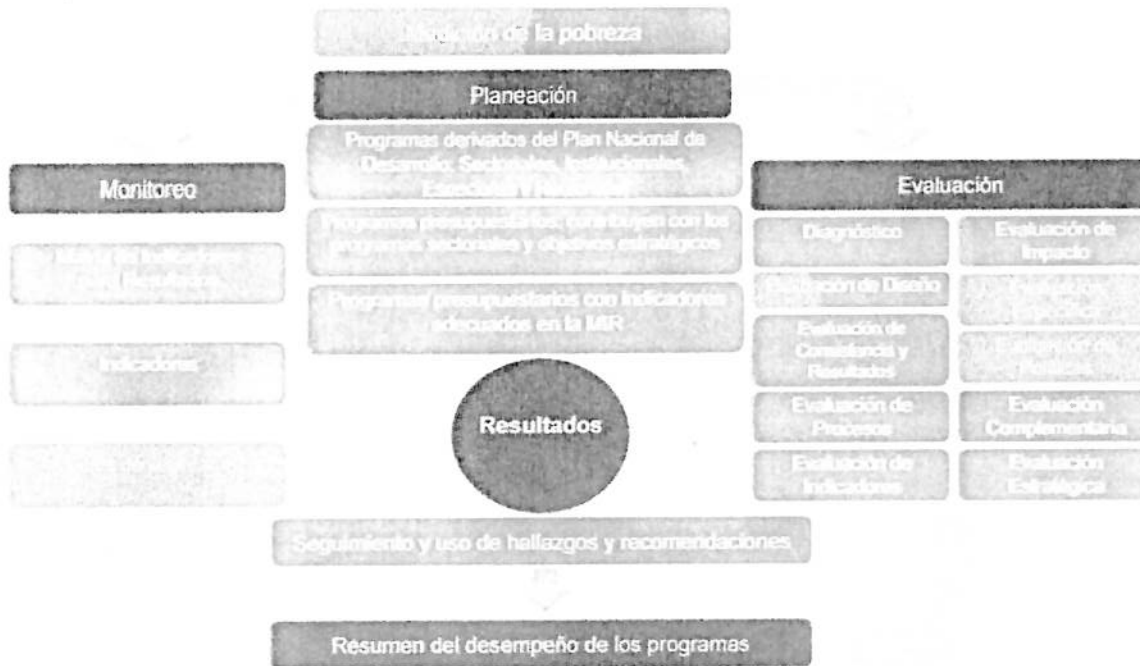 Medición de la pobreza
Planeación
Programas derivados del Plan Nacional de
Desarrollo: Sectoriales, Institucionales,
Monitoreo
Indicadores
Programas presupuestarios: contribuyen con los
programas sectoriales y objetivos estratégicos
Programas presupuestarios con Indicadores
adecuados en la MIR
Resultados
Evaluación
Diagnóstico
Evaluación de Diseño
Evaluación de
Consistencia y
Resultados
Evaluación de
Procesos
Evaluación de
Indicadores
Evaluación de
Impacto
Evaluación
Complementaria
Evaluación
Estratégica
Seguimiento y uso de hallazgos y recomendaciones
Resumen del desempeño de los programas